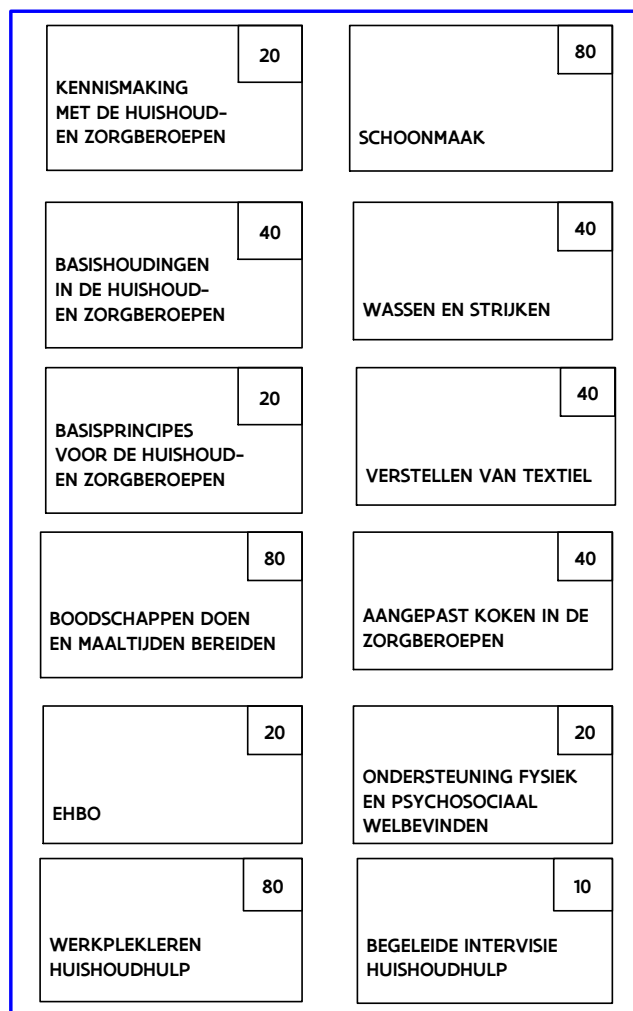 20
KENNISMAKING
MET DE HUISHOUD-
EN ZORGBEROEPEN
80
SCHOONMAAK
40
BASISHOUDINGEN
IN DE HUISHOUD-
EN ZORGBEROEPEN
40
WASSEN EN STRIJKEN
20
BASISPRINCIPES
VOOR DE HUISHOUD-
EN ZORGBEROEPEN
40
VERSTELLEN VAN TEXTIEL
80
BOODSCHAPPEN DOEN
EN MAALTIJDEN BEREIDEN
40
AANGEPAST KOKEN IN DE
ZORGBEROEPEN
20
EHBO
20
ONDERSTEUNING FYSIEK
EN PSYCHOSOCIAAL
WELBEVINDEN
80
WERKPLEKLEREN
HUISHOUDHULP
10
BEGELEIDE INTERVISIE
HUISHOUDHULP